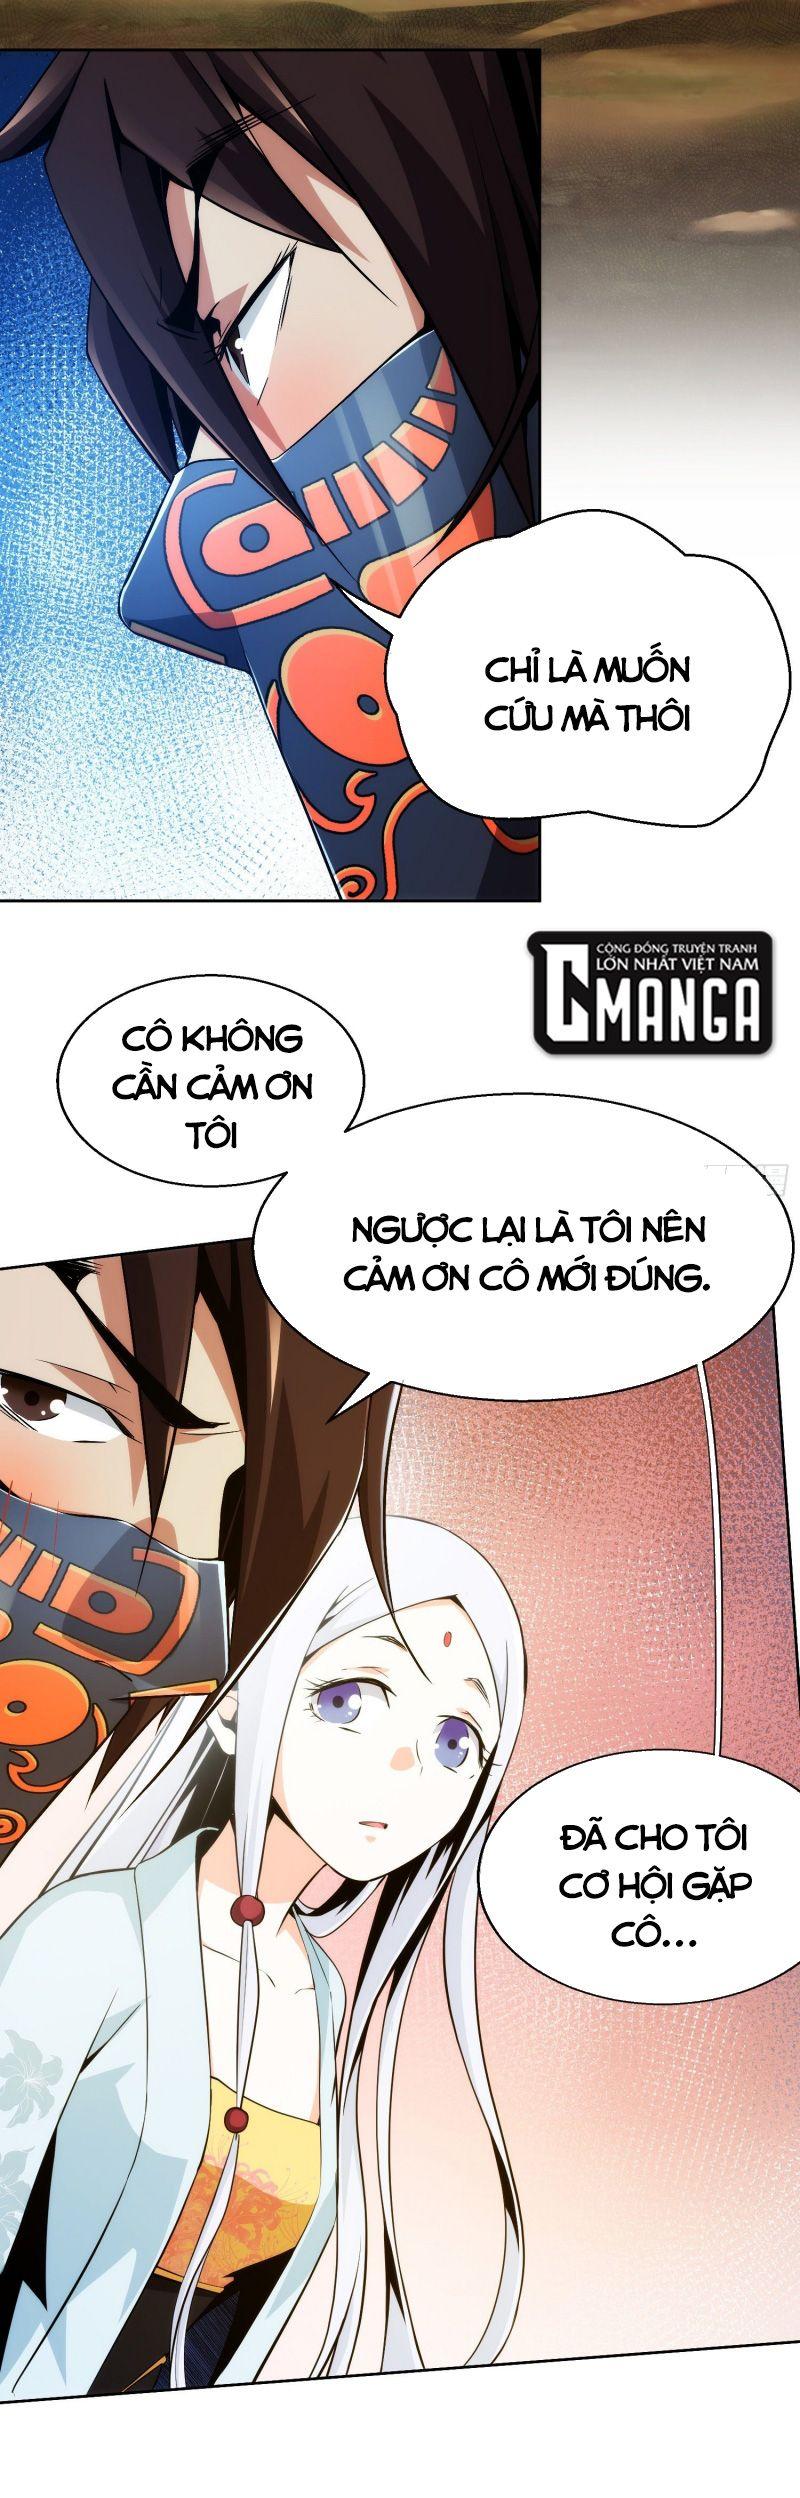 CHỈ LÀ MUỐN
CỨU MÀ THÔI
CỘNG ĐỒNG TRUYỆN TRANH
LỚN NHẤT VIỆT NAM
CMANGA
CÔ KHÔNG
CẦN CẢM ƠN
TÔI
NGƯỢC LẠI LÀ TÔI NÊN
CẢM ƠN CÔ MỚI ĐÚNG.
ĐÃ CHO TÔI
CƠ HỘI GẶP
CÔ...